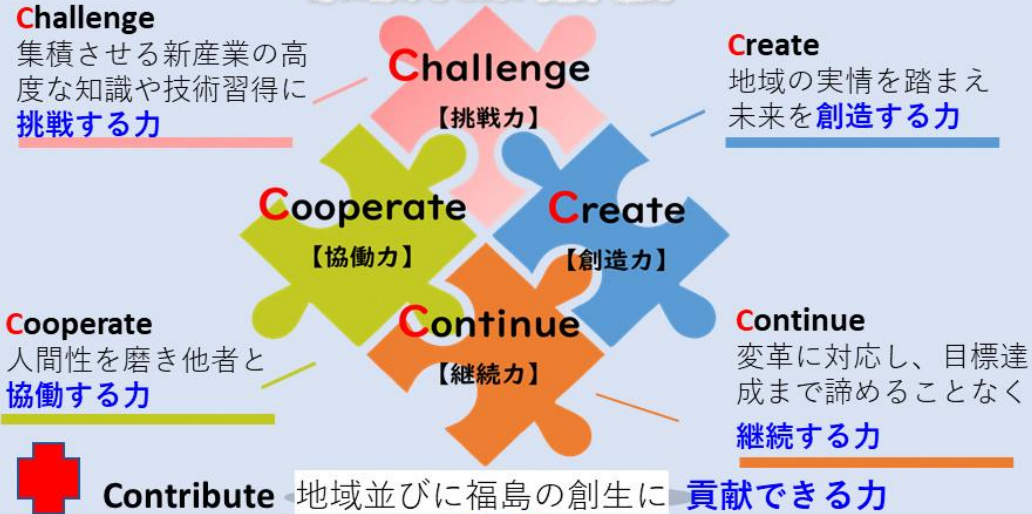 Challenge
集積させる新産業の高
度な知識や技術習得に
挑戦する力
Challenge
【挑戦力】
Create
地域の実情を踏まえ
未来を創造する力
Cooperate
【協働力】
Create
【創造力】
Continue
【継続力】
Cooperate
人間性を磨き他者と
協働する力
Continue
変革に対応し、目標達
成まで諦めることなく
継続する力
Contribute 地域並びに福島の創生に 貢献できる力